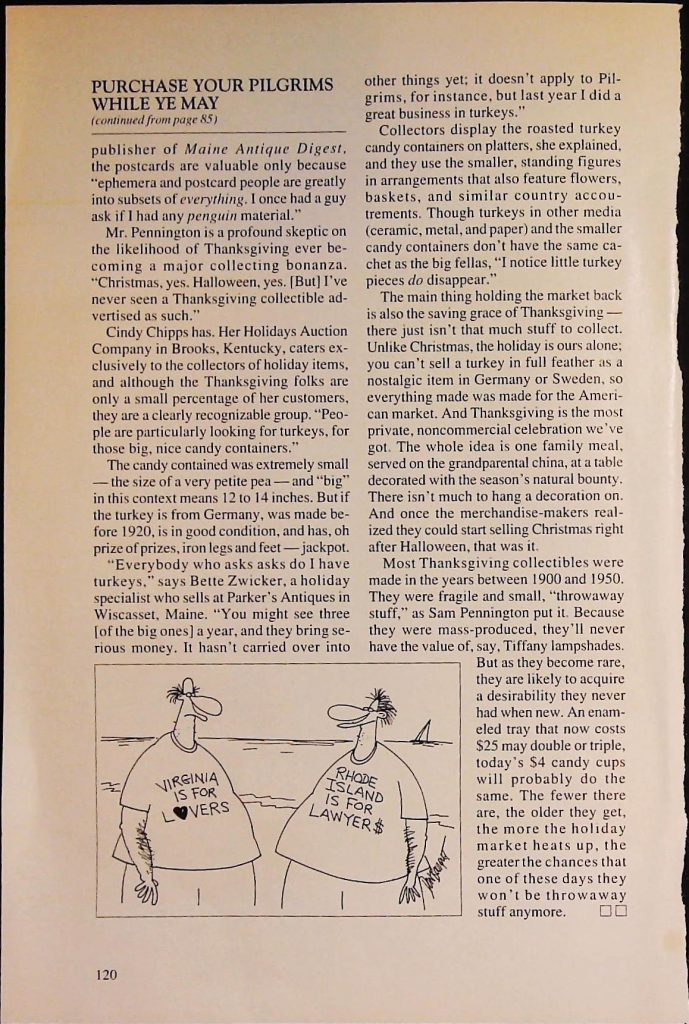 PURCHASE YOUR PILGRIMS
WHILE YE MAY
(continued from page 85)
publisher of Maine Antique Digest,
the postcards are valuable only because
“ephemera and postcard people are greatly
into subsets of everything. I once had a guy
ask if I had any penguin material.”
Mr. Pennington is a profound skeptic on
the likelihood of Thanksgiving ever be-
coming a major collecting bonanza.
“Christmas, yes. Halloween, yes. [But] I’ve
never seen a Thanksgiving collectible ad-
vertised as such.”
Cindy Chipps has. Her Holidays Auction
Company in Brooks, Kentucky, caters ex-
clusively to the collectors of holiday items,
and although the Thanksgiving folks are
only a small percentage of her customers,
they are a clearly recognizable group. “Peo-
ple are particularly looking for turkeys, for
those big, nice candy containers.”
The candy contained was extremely small
— the size of a very petite pea — and “big”
in this context means 12 to 14 inches. But if
the turkey is from Germany, was made be-
fore 1920, is in good condition, and has, oh
prize of prizes, iron legs and feet — jackpot.
“Everybody who asks asks do I have
turkeys,” says Bette Zwicker, a holiday
specialist who sells at Parker’s Antiques in
Wiscasset, Maine. “You might see three
[of the big ones] a year, and they bring se-
rious money. It hasn’t carried over into
other things yet; it doesn’t apply to Pil-
grims, for instance, but last year I did a
great business in turkeys.”
Collectors display the roasted turkey
candy containers on platters, she explained,
and they use the smaller, standing figures
in arrangements that also feature flowers,
baskets, and similar country accou-
trements. Though turkeys in other media
(ceramic, metal, and paper) and the smaller
candy containers don’t have the same ca-
chet as the big fellas, “I notice little turkey
pieces do disappear.”
The main thing holding the market back
is also the saving grace of Thanksgiving —
there just isn’t that much stuff to collect.
Unlike Christmas, the holiday is ours alone;
you can’t sell a turkey in full feather as a
nostalgic item in Germany or Sweden, so
everything made was made for the Ameri-
can market. And Thanksgiving is the most
private, noncommercial celebration we’ve
got. The whole idea is one family meal,
served on the grandparental china, at a table
decorated with the season’s natural bounty.
There isn’t much to hang a decoration on.
And once the merchandise-makers real-
ized they could start selling Christmas right
after Halloween, that was it.
Most Thanksgiving collectibles were
made in the years between 1900 and 1950.
They were fragile and small, “throwaway
stuff,” as Sam Pennington put it. Because
they were mass-produced, they’ll never
have the value of, say, Tiffany lampshades.
But as they become rare,
they are likely to acquire
a desirability they never
had when new. An enam-
eled tray that now costs
$25 may double or triple,
today’s $4 candy cups
will probably do the
same. The fewer there
are, the older they get,
the more the holiday
market heats up, the
greater the chances that
one of these days they
won’t be throwaway
stuff anymore.
VIRGINIA
IS FOR
L♥VERS
RHODE
ISLAND
IS FOR
LAWYER$
120